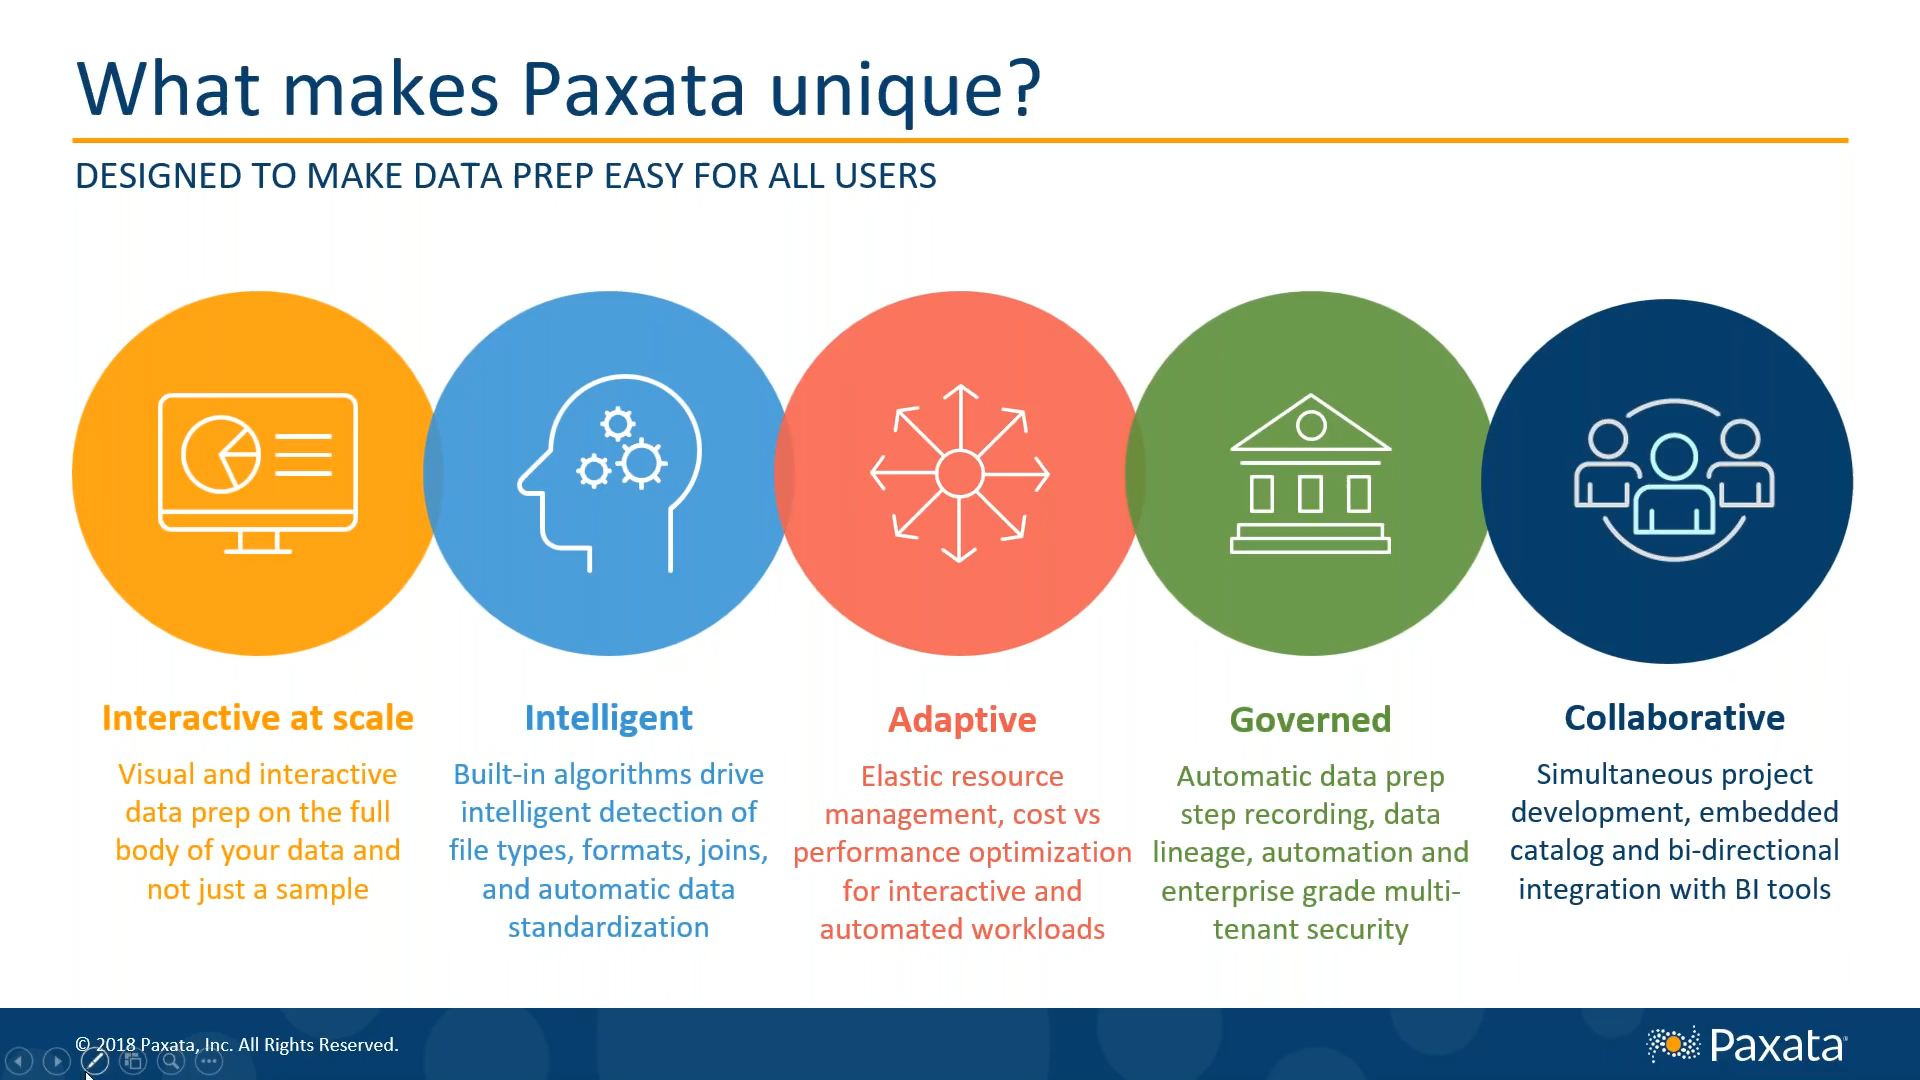 What makes Paxata unique?
DESIGNED TO MAKE DATA PREP EASY FOR ALL USERS
Interactive at scale
Visual and interactive
data prep on the full
body of your data and
not just a sample
Intelligent
Built-in algorithms drive
intelligent detection of
file types, formats, joins,
and automatic data
standardization
Adaptive
Elastic resource
management, cost vs
performance optimization
for interactive and
automated workloads
Governed
Automatic data prep
step recording, data
lineage, automation and
enterprise grade multi-
tenant security
Collaborative
Simultaneous project
development, embedded
catalog and bi-directional
integration with BI tools
© 2018 Paxata, Inc. All Rights Reserved.
Paxata